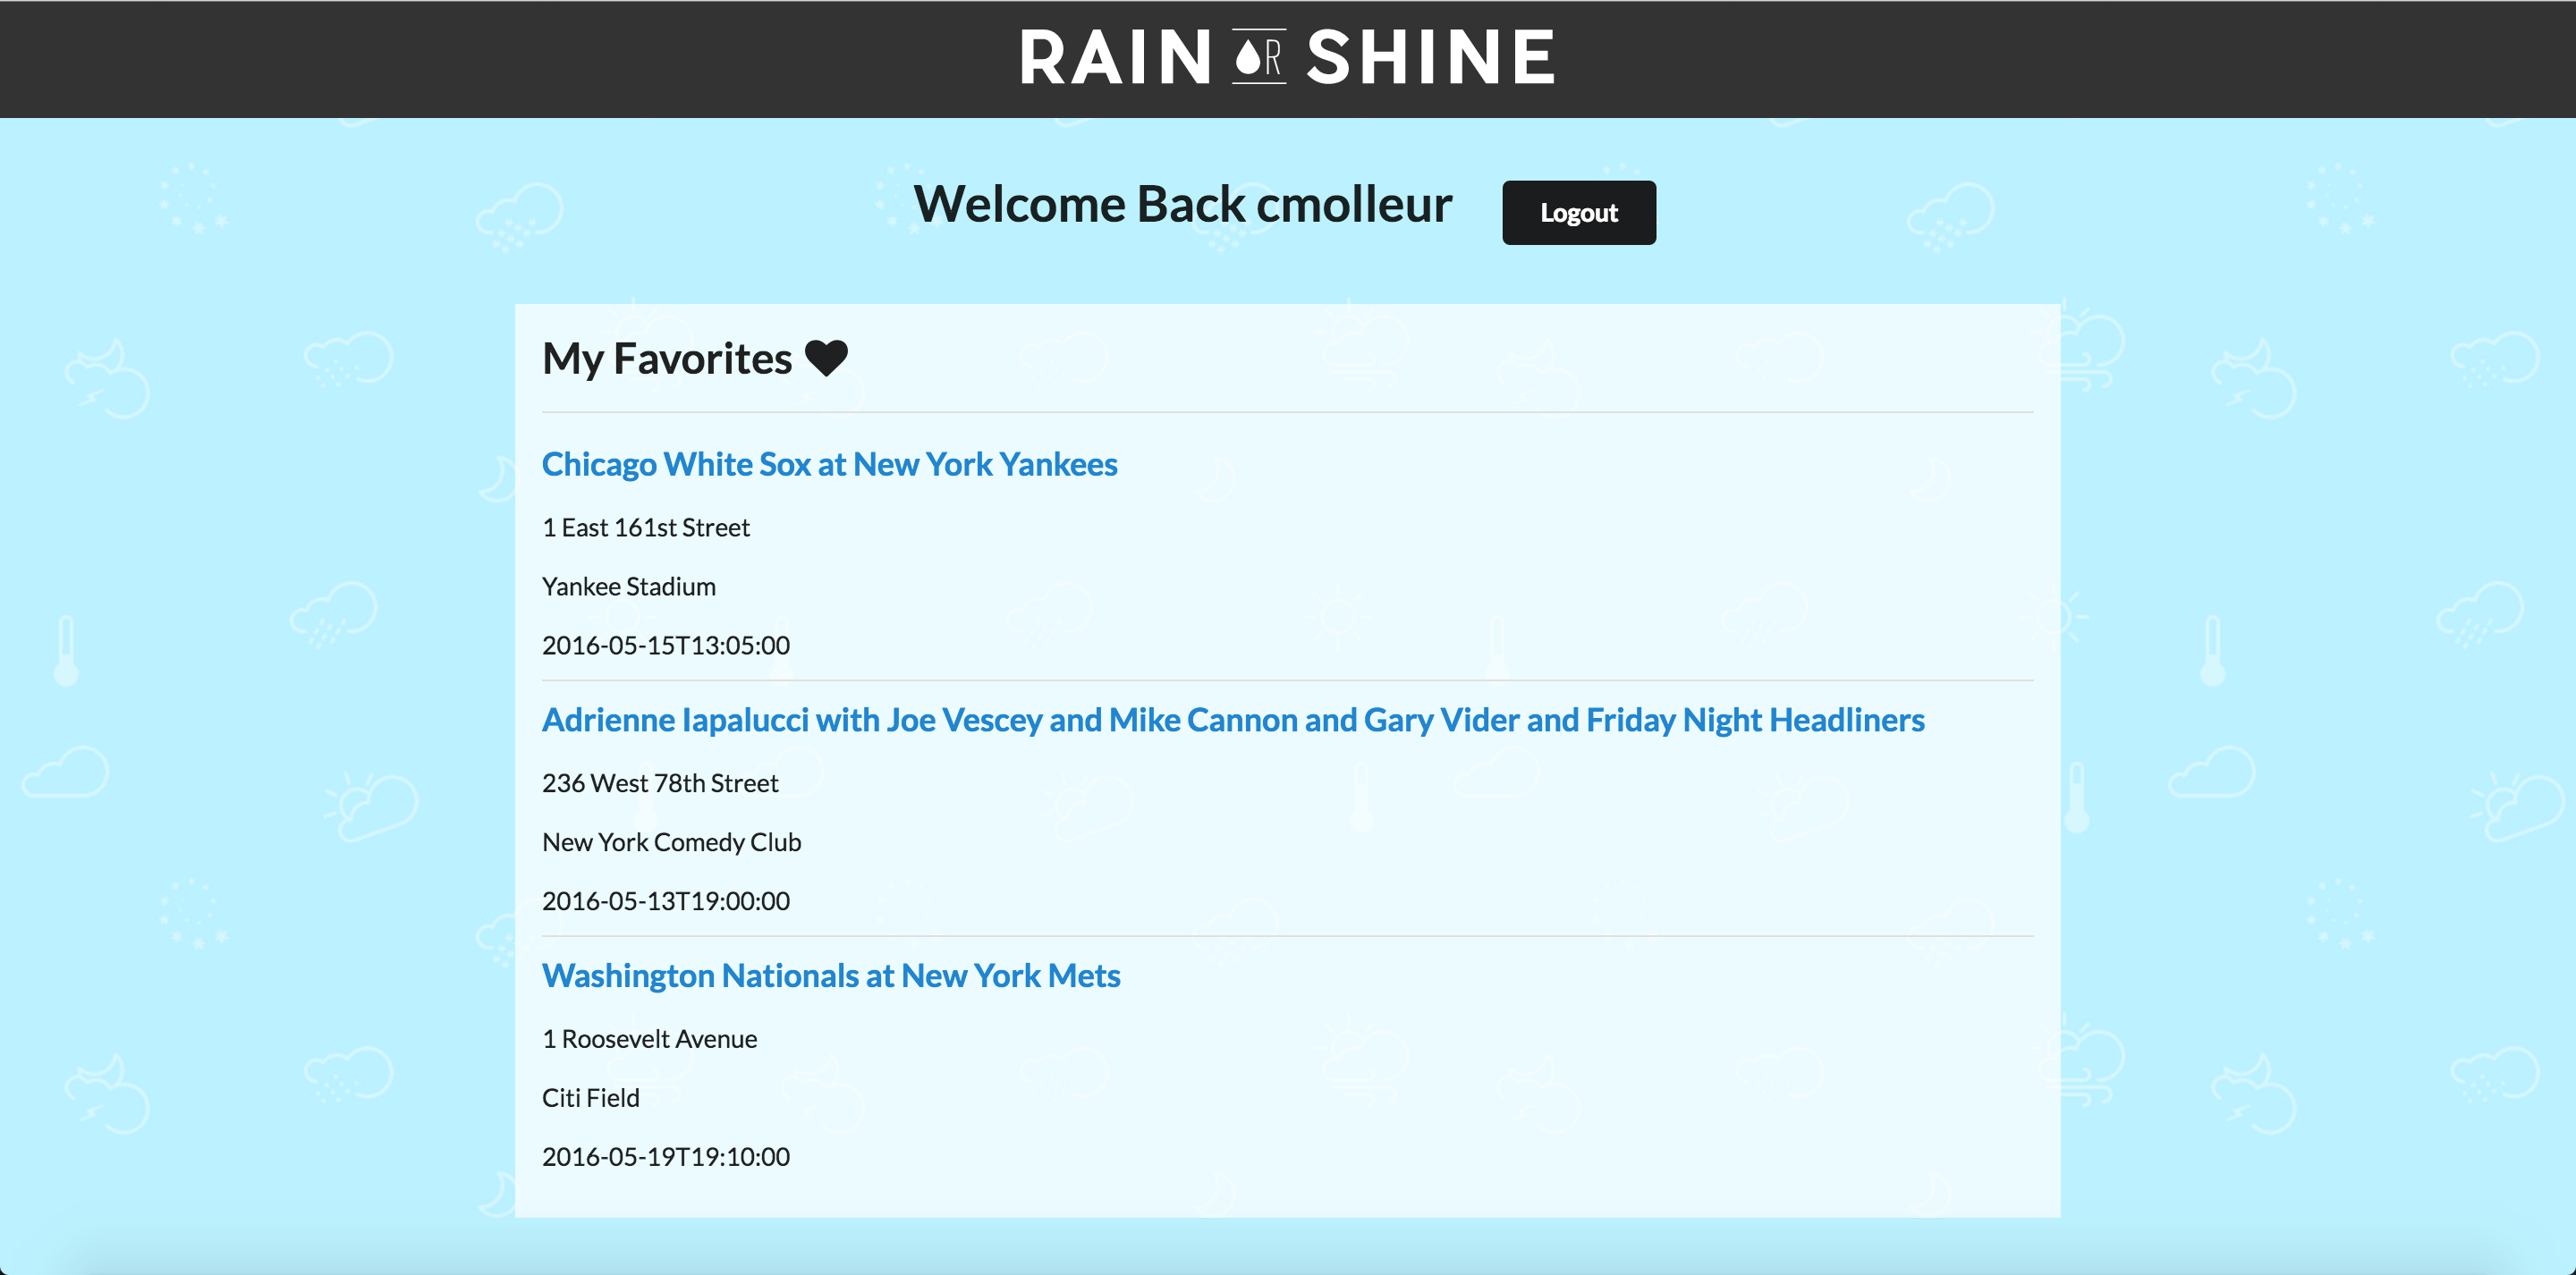 RAIN OR SHINE
Welcome Back cmolleur
Logout
My Favorites
Chicago White Sox at New York Yankees
1 East 161st Street
Yankee Stadium
2016-05-15T13:05:00
Adrienne Iapalucci with Joe Vescey and Mike Cannon and Gary Vider and Friday Night Headliners
236 West 78th Street
New York Comedy Club
2016-05-13T19:00:00
Washington Nationals at New York Mets
1 Roosevelt Avenue
Citi Field
2016-05-19T19:10:00